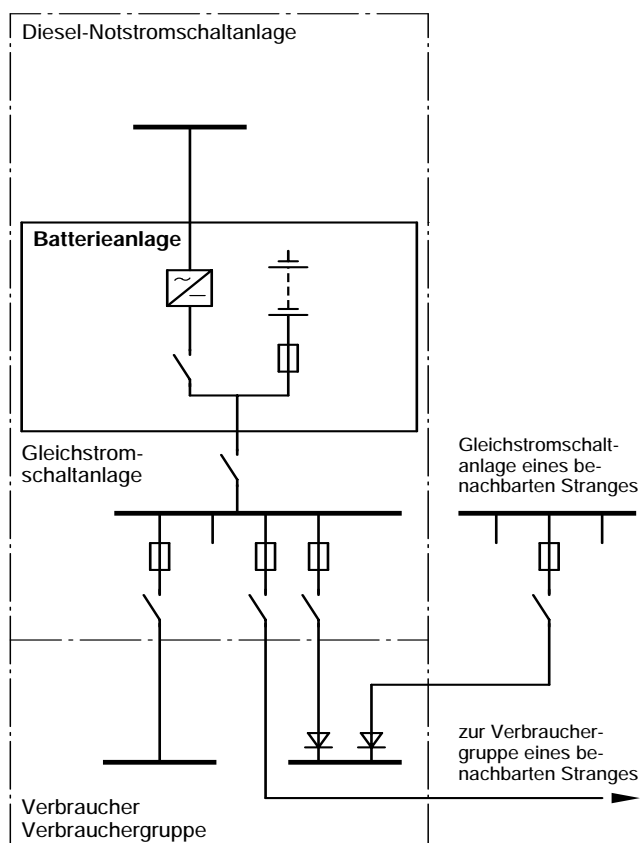 Diesel-Notstromschaltanlage
Batterieanlage
Gleichstrom-
schaltanlage
Gleichstromschalt-
anlage eines be-
nachbarten Stranges
zur Verbraucher-
gruppe eines be-
nachbarten Stranges
Verbraucher
Verbrauchergruppe